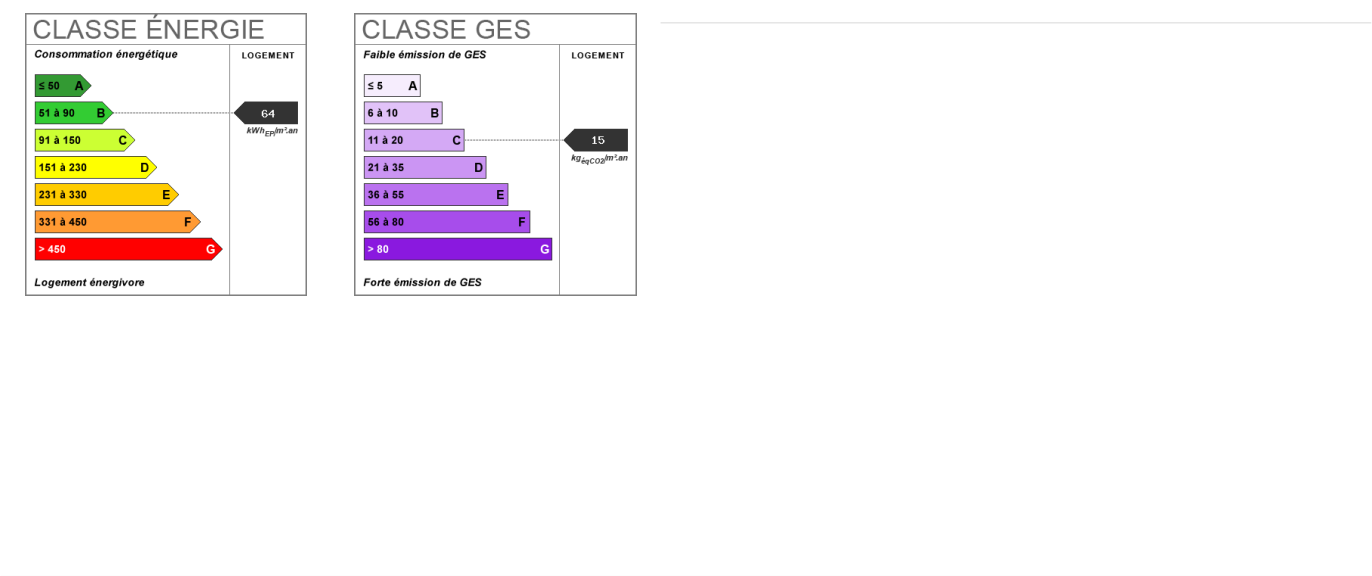 CLASSE ÉNERGIE
Consommation énergétique
LOGEMENT
≤ 50 A
51 à 90 B
64
kWhEP/m².an
91 à 150 C
151 à 230 D
231 à 330 E
331 à 450 F
> 450 G
Logement énergivore
CLASSE GES
Faible émission de GES
LOGEMENT
≤ 5 A
6 à 10 B
11 à 20 C
15
kgéqCO2/m².an
21 à 35 D
36 à 55 E
56 à 80 F
> 80 G
Forte émission de GES